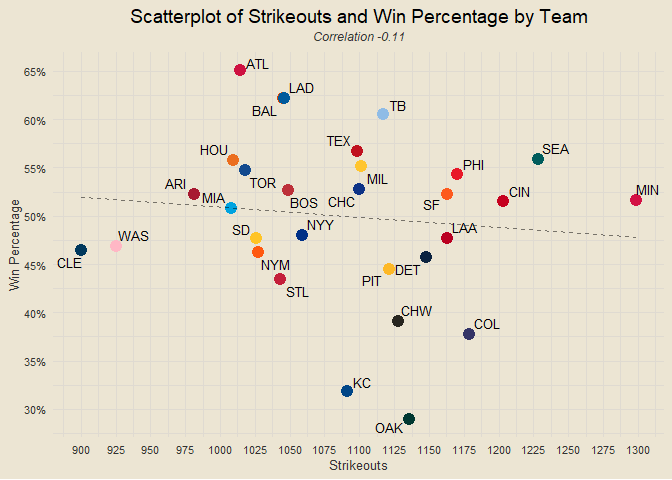 Scatterplot of Strikeouts and Win Percentage by Team
Correlation -0.11
Win Percentage
65%
60%
55%
50%
45%
40%
35%
30%
ATL
LAD
BAL
TB
TEX
HOU
MIL
SEA
PHI
TOR
ARI
MIA
BOS
CHC
SF
CIN
MIN
SD
NYY
LAA
WAS
CLE
NYM
DET
PIT
STL
CHW
COL
KC
OAK
900 925 950 975 1000 1025 1050 1075 1100 1125 1150 1175 1200 1225 1250 1275 1300
Strikeouts